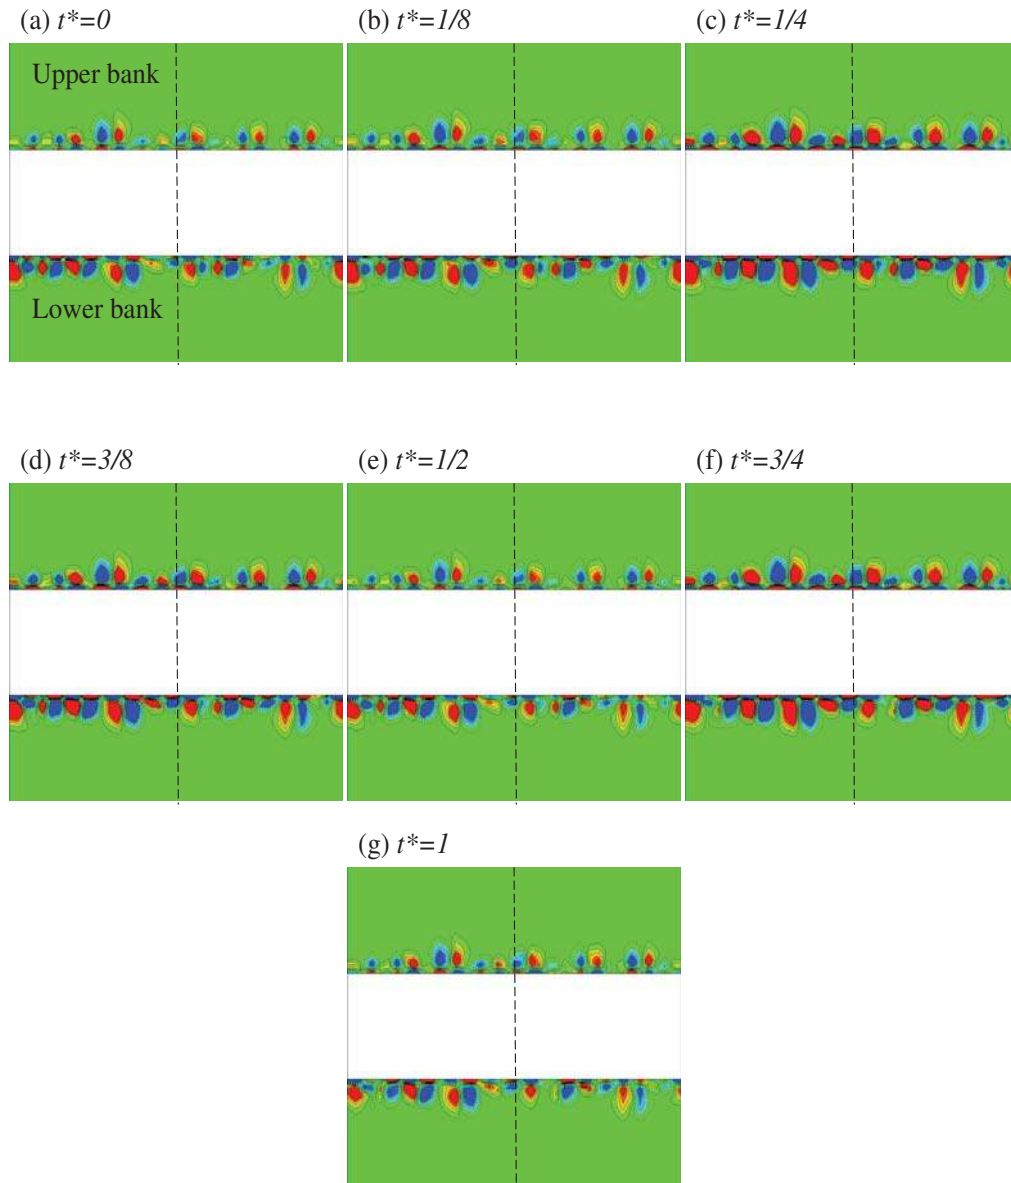 (a) t*=0
(b) t*=1/8
(c) t*=1/4
Upper bank
Lower bank
(d) t*=3/8
(e) t*=1/2
(f) t*=3/4
(g) t*=1